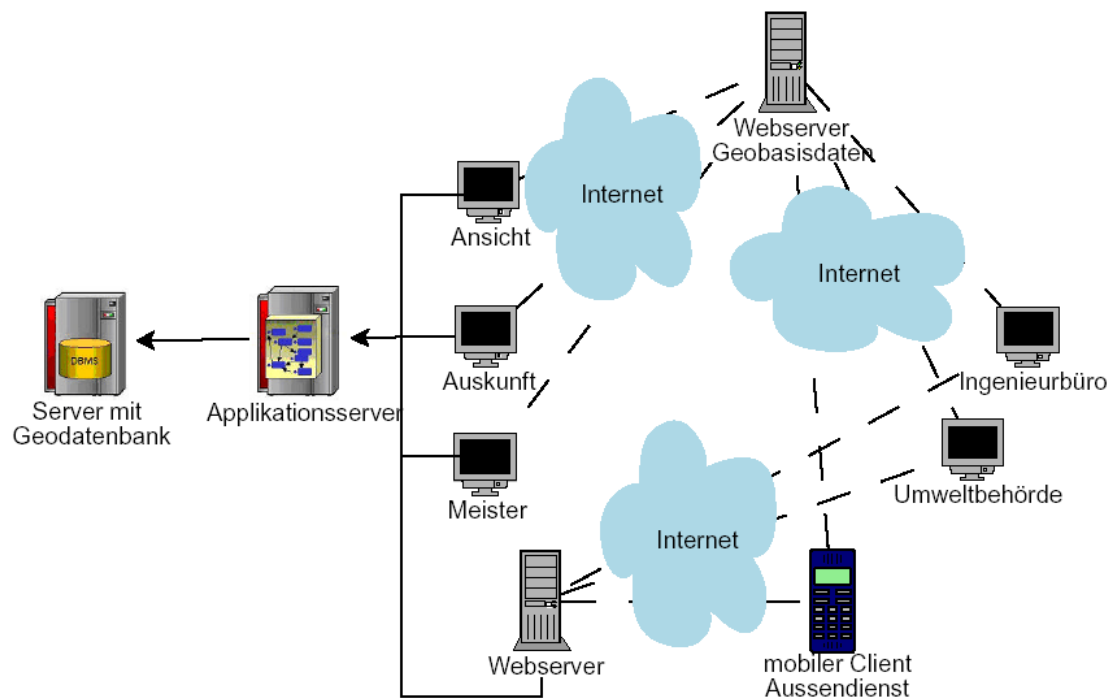 Webserver
Geobasisdaten
Internet
Ansicht
Internet
DBMS
Auskunft
Ingenieurbüro
Server mit
Geodatenbank
Applikationsserver
Meister
Umweltbehörde
Internet
Webserver
mobiler Client
Aussendienst